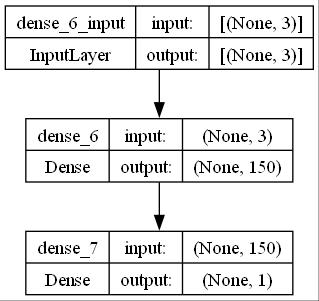 dense_6_input input: [(None, 3)]
InputLayer output: [(None, 3)]
dense_6 input: (None, 3)
Dense output: (None, 150)
dense_7 input: (None, 150)
Dense output: (None, 1)